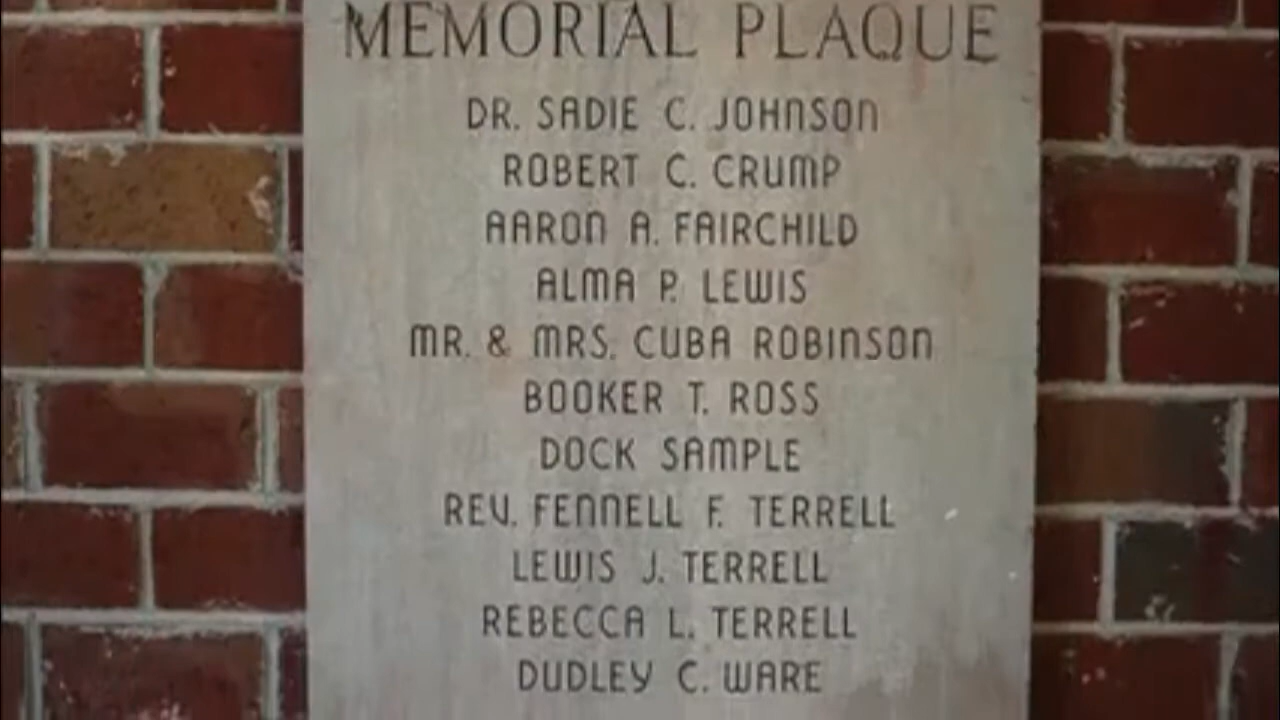 MEMORIAL PLAQUE
DR. SADIE C. JOHNSON
ROBERT C. CRUMP
AARON A. FAIRCHILD
ALMA P. LEWIS
MR. & MRS. CUBA ROBINSON
BOOKER T. ROSS
DOCK SAMPLE
REV. FENNELL F. TERRELL
LEWIS J. TERRELL
REBECCA L. TERRELL
DUDLEY C. WARE